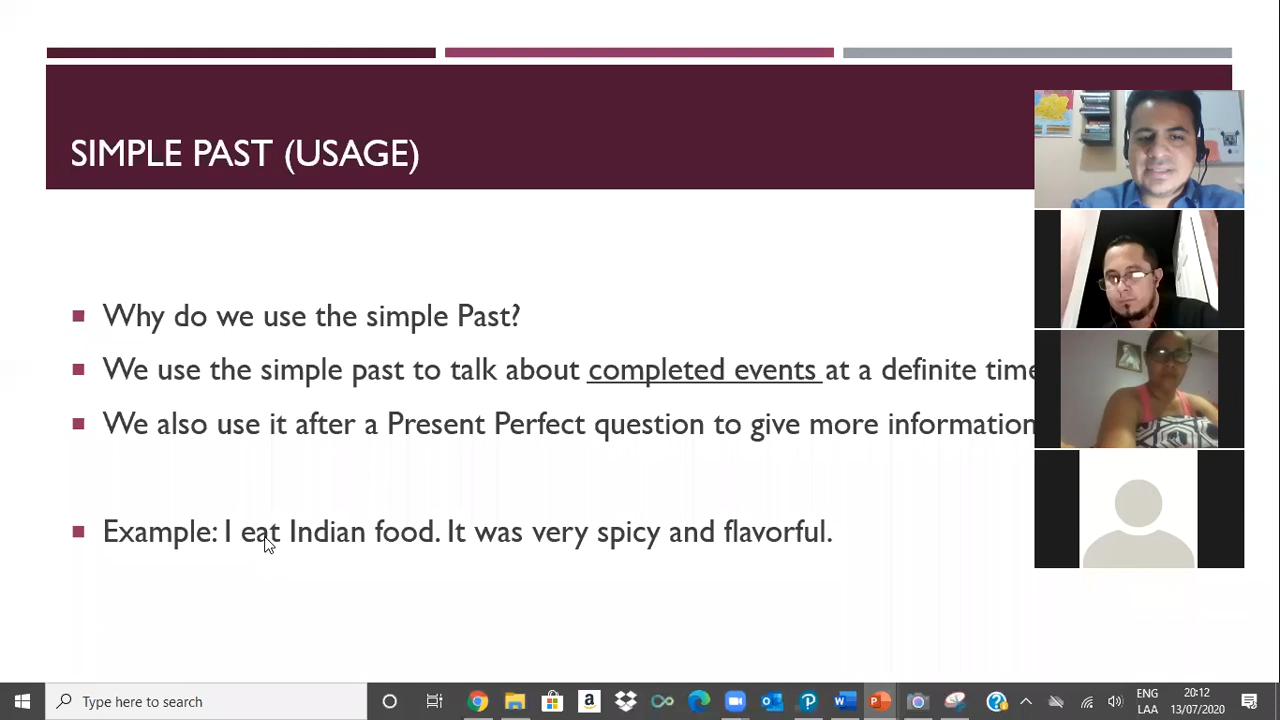 SIMPLE PAST (USAGE)
Why do we use the simple Past?
We use the simple past to talk about completed events at a definite time
We also use it after a Present Perfect question to give more information
Example: I eat Indian food. It was very spicy and flavorful.
Type here to search
ENG
LAA
20:12
13/07/2020